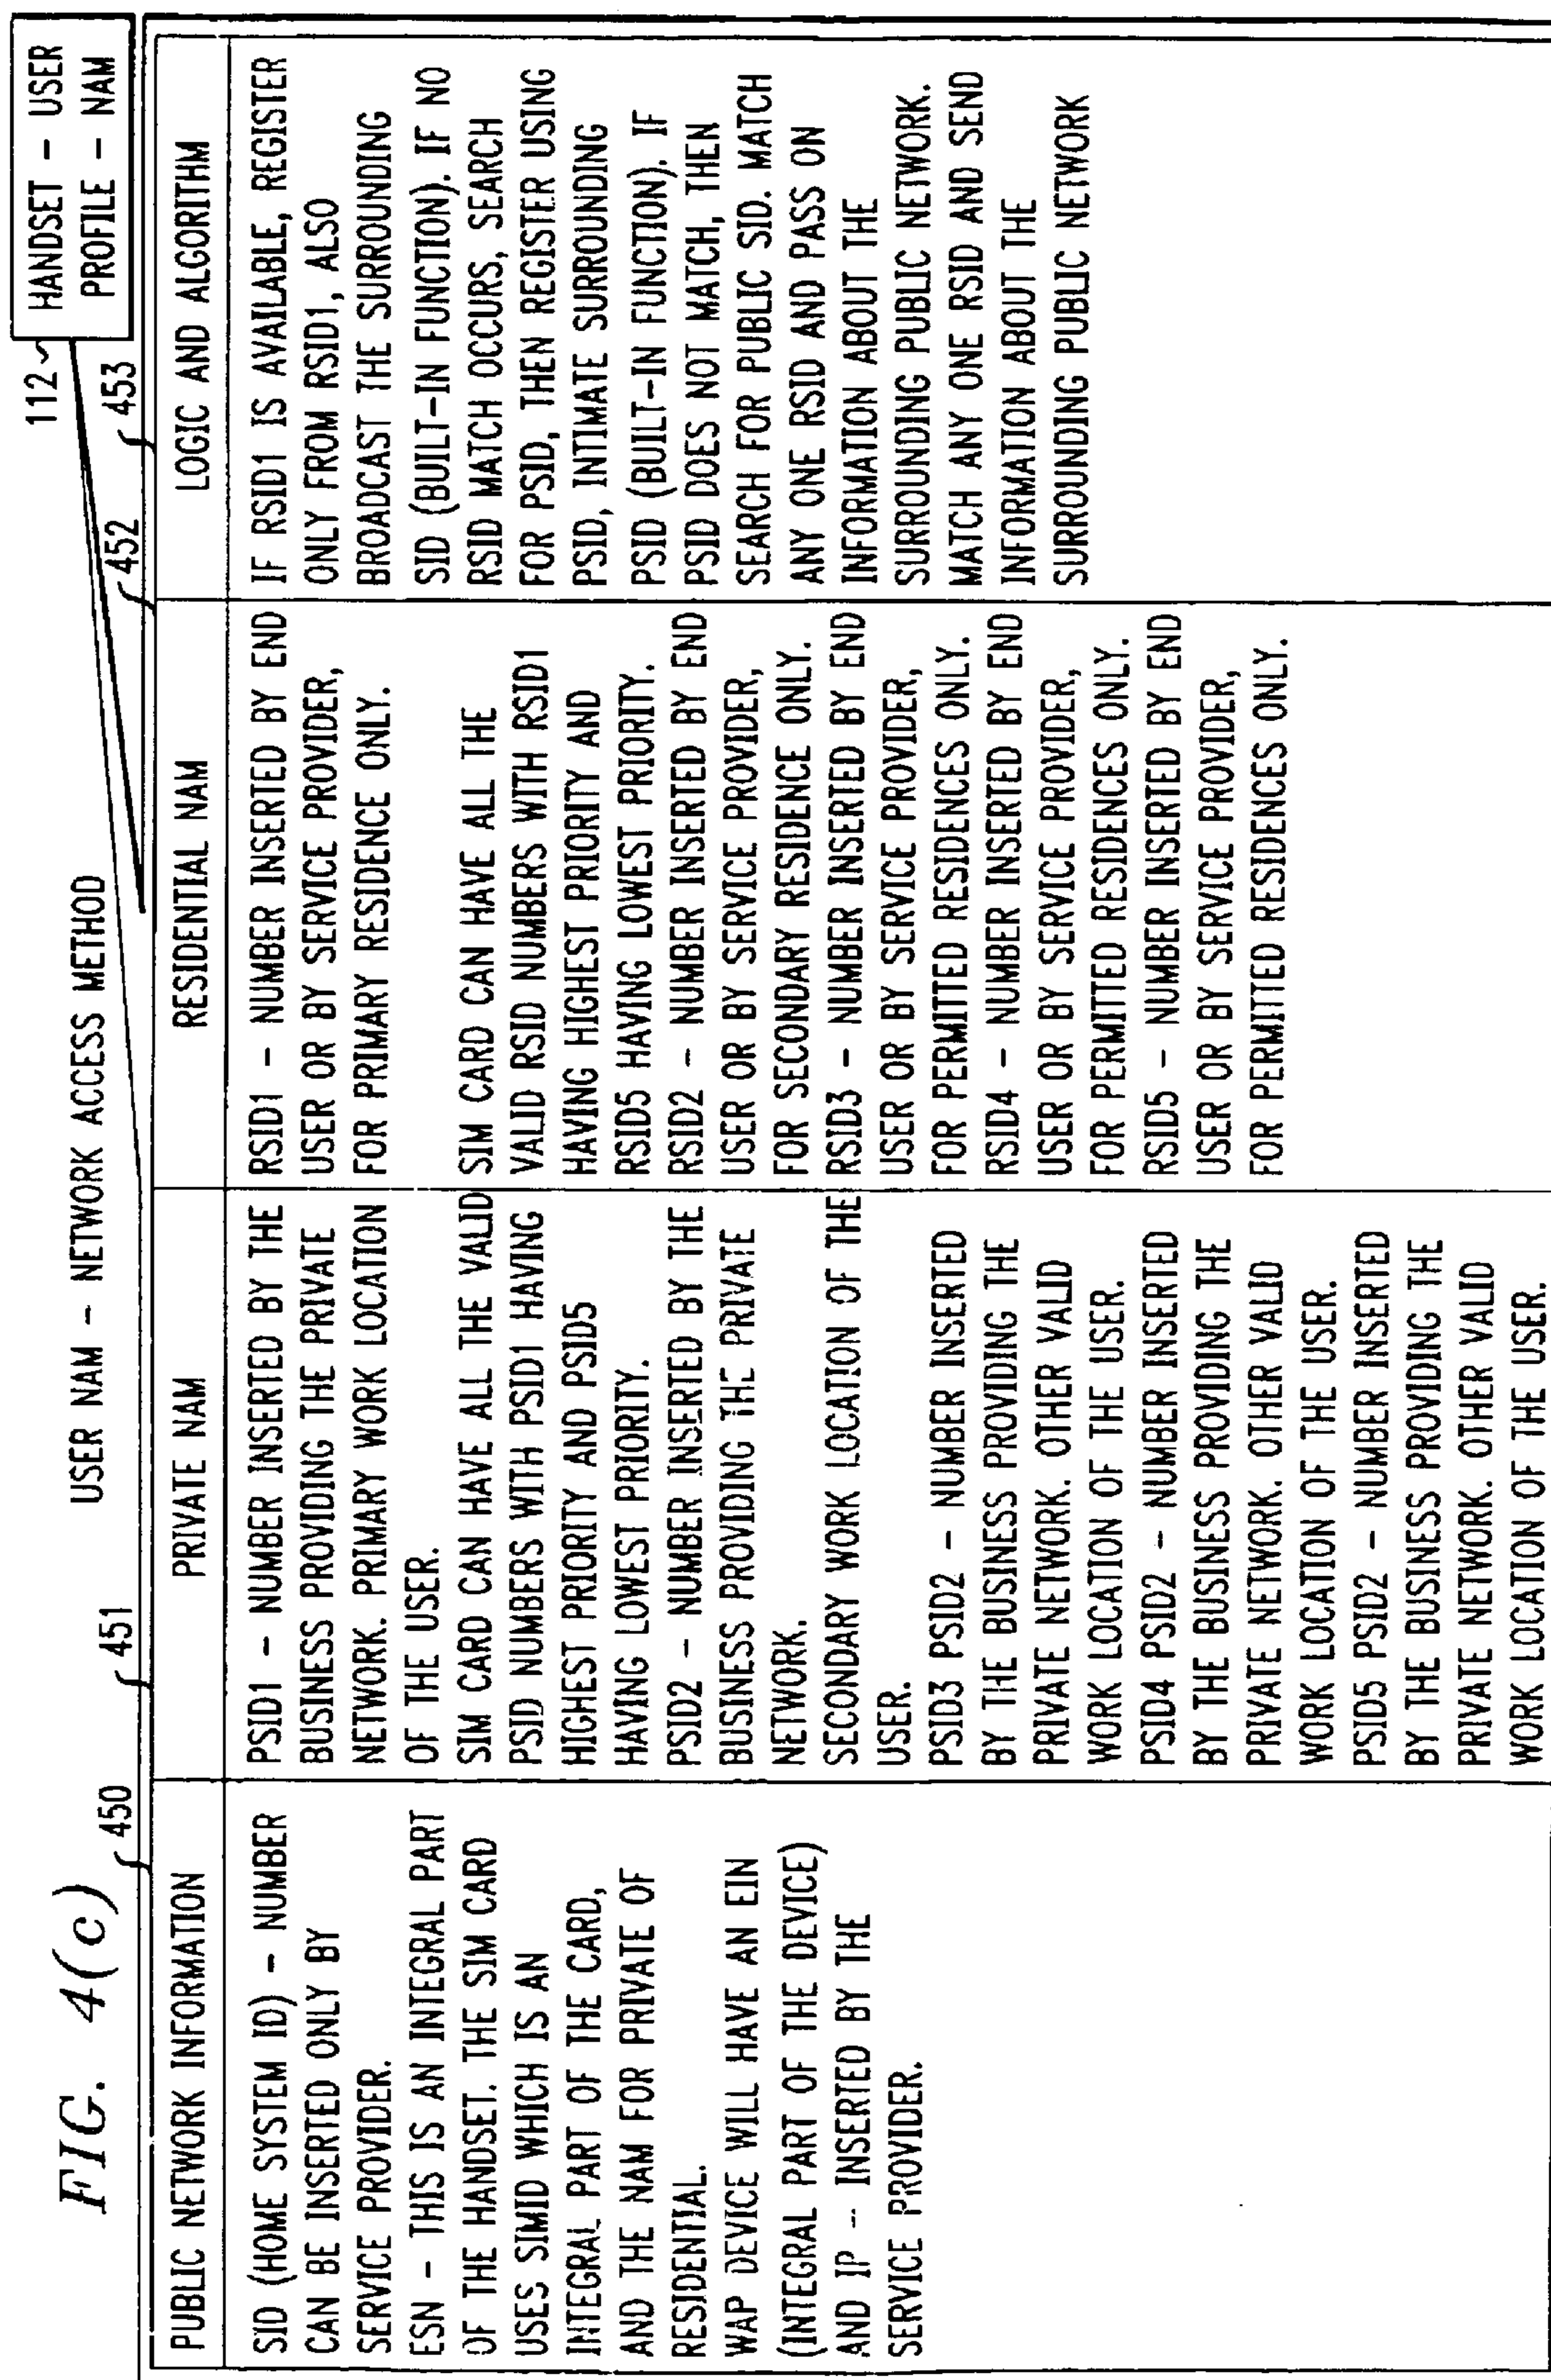 FIG. 4(c)
USER NAM - NETWORK ACCESS METHOD
112
HANDSET - USER
PROFILE - NAM
450
451
452
453
PUBLIC NETWORK INFORMATION
SID (HOME SYSTEM ID) - NUMBER
CAN BE INSERTED ONLY BY
SERVICE PROVIDER.
ESN - THIS IS AN INTEGRAL PART
OF THE HANDSET. THE SIM CARD
USES SIMID WHICH IS AN
INTEGRAL PART OF THE CARD,
AND THE NAM FOR PRIVATE OF
RESIDENTIAL.
WAP DEVICE WILL HAVE AN EIN
(INTEGRAL PART OF THE DEVICE)
AND IP -- INSERTED BY THE
SERVICE PROVIDER.
PRIVATE NAM
PSID1 - NUMBER INSERTED BY THE
BUSINESS PROVIDING THE PRIVATE
NETWORK. PRIMARY WORK LOCATION
OF THE USER.
SIM CARD CAN HAVE ALL THE VALID
PSID NUMBERS WITH PSID1 HAVING
HIGHEST PRIORITY AND PSID5
HAVING LOWEST PRIORITY.
PSID2 - NUMBER INSERTED BY THE
BUSINESS PROVIDING THE PRIVATE
NETWORK.
SECONDARY WORK LOCATION OF THE
USER.
PSID3 PSID2 - NUMBER INSERTED
BY THE BUSINESS PROVIDING THE
PRIVATE NETWORK. OTHER VALID
WORK LOCATION OF THE USER.
PSID4 PSID2 - NUMBER INSERTED
BY THE BUSINESS PROVIDING THE
PRIVATE NETWORK. OTHER VALID
WORK LOCATION OF THE USER.
PSID5 PSID2 - NUMBER INSERTED
BY THE BUSINESS PROVIDING THE
PRIVATE NETWORK. OTHER VALID
WORK LOCATION OF THE USER.
RESIDENTIAL NAM
RSID1 - NUMBER INSERTED BY END
USER OR BY SERVICE PROVIDER,
FOR PRIMARY RESIDENCE ONLY.
SIM CARD CAN HAVE ALL THE
VALID RSID NUMBERS WITH RSID1
HAVING HIGHEST PRIORITY AND
RSID5 HAVING LOWEST PRIORITY.
RSID2 - NUMBER INSERTED BY END
USER OR BY SERVICE PROVIDER,
FOR SECONDARY RESIDENCE ONLY.
RSID3 - NUMBER INSERTED BY END
USER OR BY SERVICE PROVIDER,
FOR PERMITTED RESIDENCES ONLY.
RSID4 - NUMBER INSERTED BY END
USER OR BY SERVICE PROVIDER,
FOR PERMITTED RESIDENCES ONLY.
RSID5 - NUMBER INSERTED BY END
USER OR BY SERVICE PROVIDER,
FOR PERMITTED RESIDENCES ONLY.
LOGIC AND ALGORITHM
IF RSID1 IS AVAILABLE, REGISTER
ONLY FROM RSID1, ALSO
BROADCAST THE SURROUNDING
SID (BUILT-IN FUNCTION). IF NO
RSID MATCH OCCURS, SEARCH
FOR PSID, THEN REGISTER USING
PSID, INTIMATE SURROUNDING
PSID (BUILT-IN FUNCTION). IF
PSID DOES NOT MATCH, THEN
SEARCH FOR PUBLIC SID. MATCH
ANY ONE RSID AND PASS ON
INFORMATION ABOUT THE
SURROUNDING PUBLIC NETWORK.
MATCH ANY ONE RSID AND SEND
INFORMATION ABOUT THE
SURROUNDING PUBLIC NETWORK